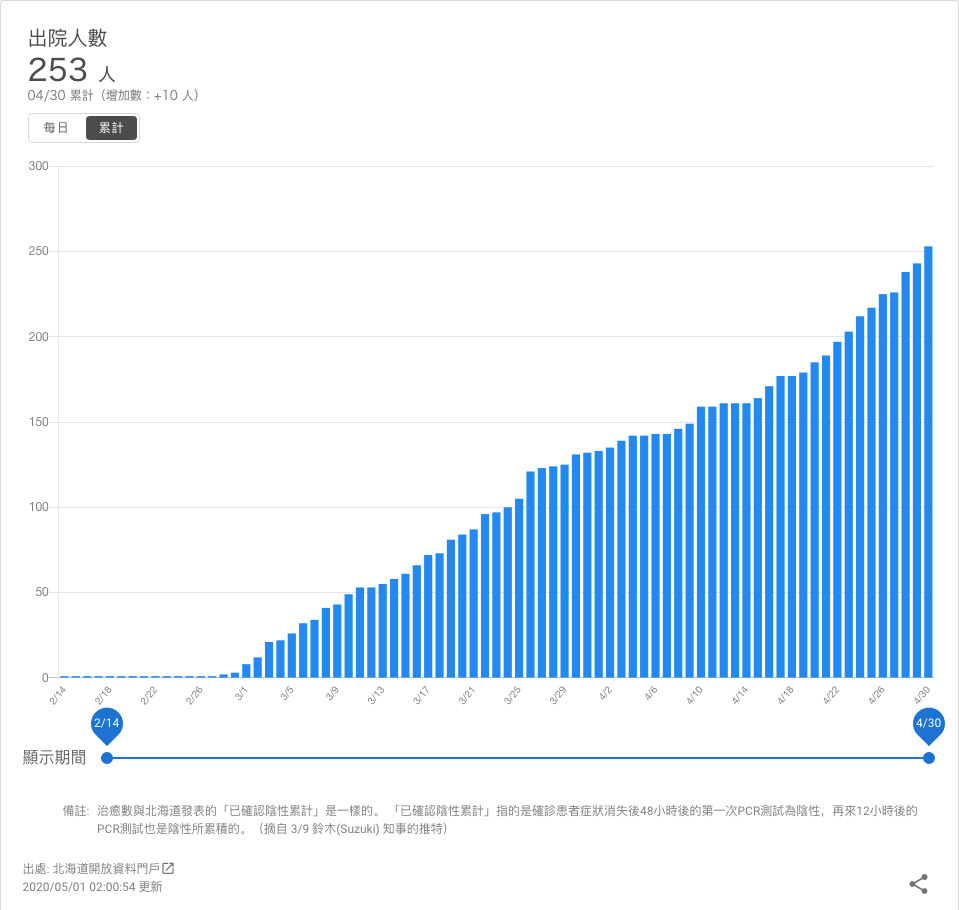 出院人數
253 人
04/30 累計（增加數：+10 人）
每日 累計
300
250
200
150
100
50
0
2/14 2/18 2/22 2/26 3/1 3/5 3/9 3/13 3/17 3/21 3/25 3/29 4/2 4/6 4/10 4/14 4/18 4/22 4/26 4/30
2/14 4/30
顯示期間
備註: 治癒數與北海道發表的「已確認陰性累計」是一樣的。「已確認陰性累計」指的是確診患者症狀消失後48小時後的第一次PCR測試為陰性，再來12小時後的
PCR測試也是陰性所累積的。（摘自 3/9 鈴木(Suzuki) 知事的推特）
出處: 北海道開放資料門戶
2020/05/01 02:00:54 更新